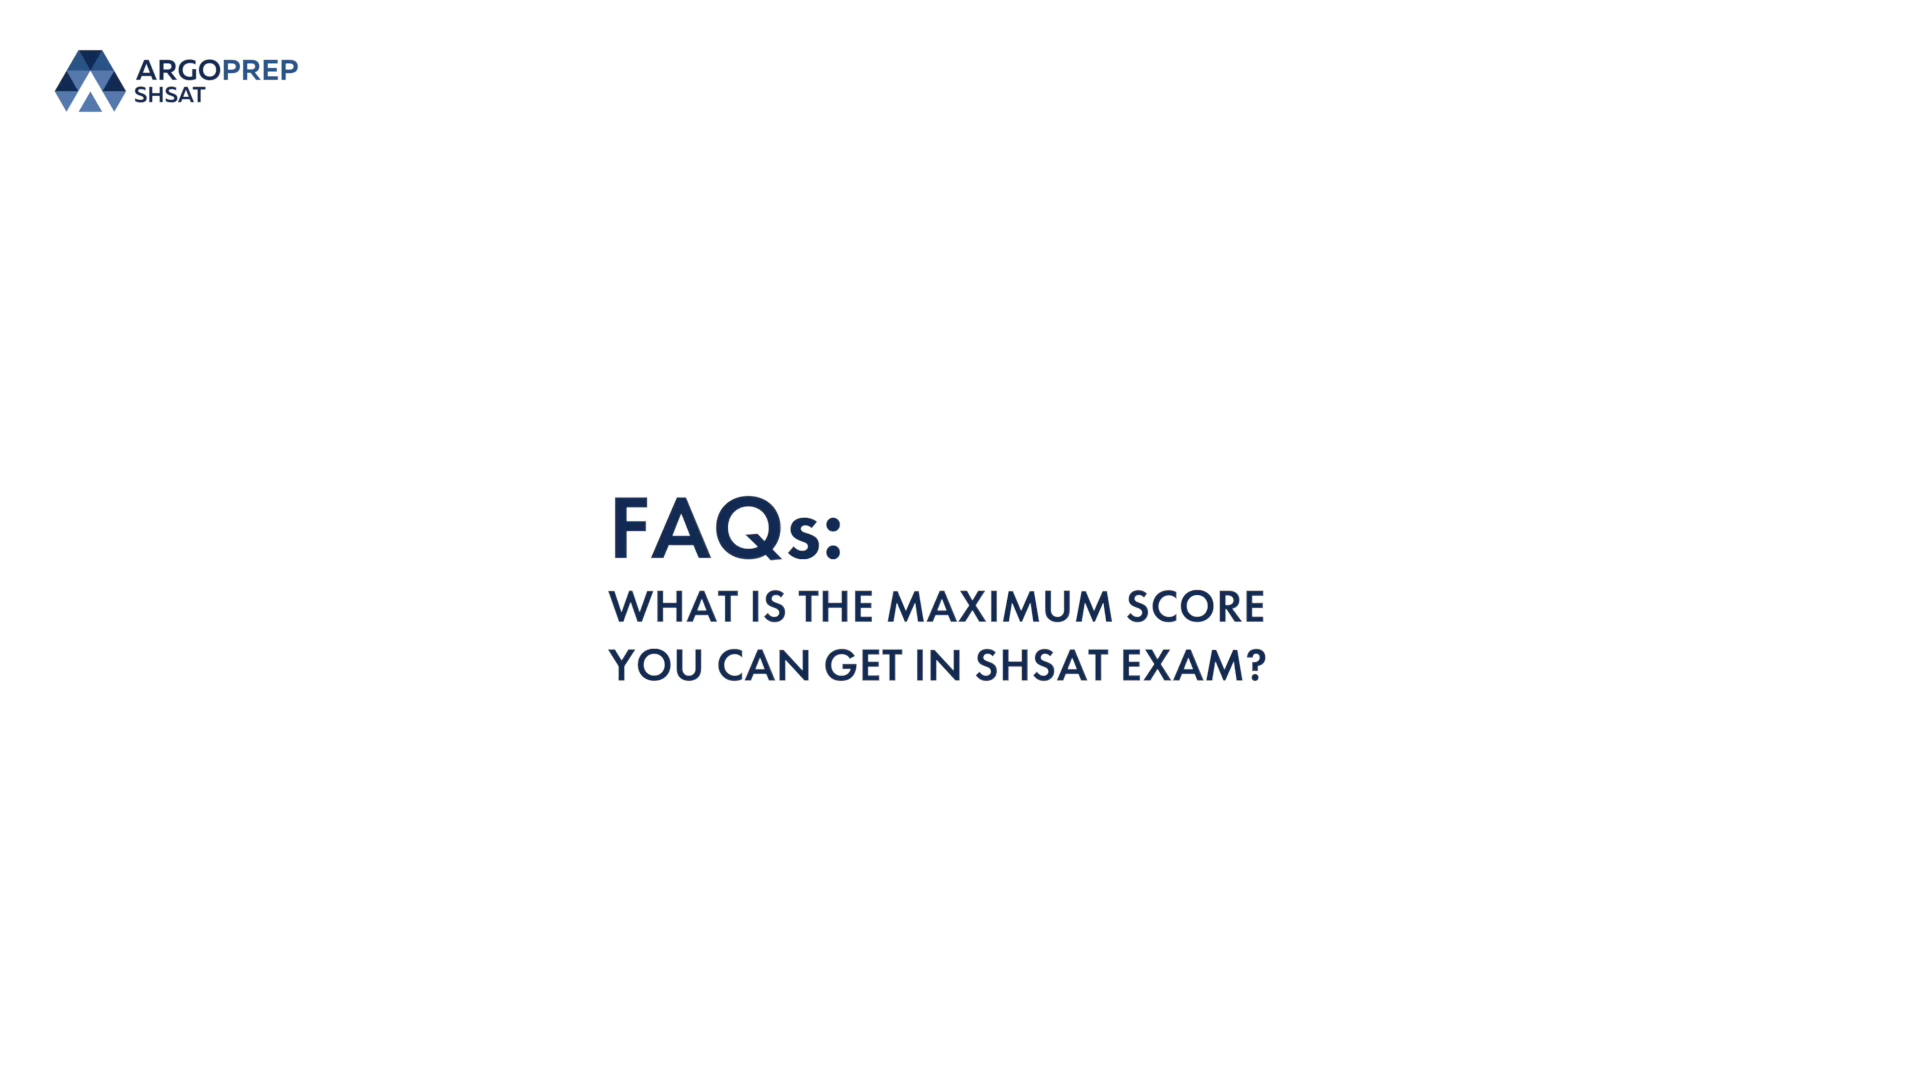 ARGOPREP
SHSAT
FAQs:
WHAT IS THE MAXIMUM SCORE
YOU CAN GET IN SHSAT EXAM?